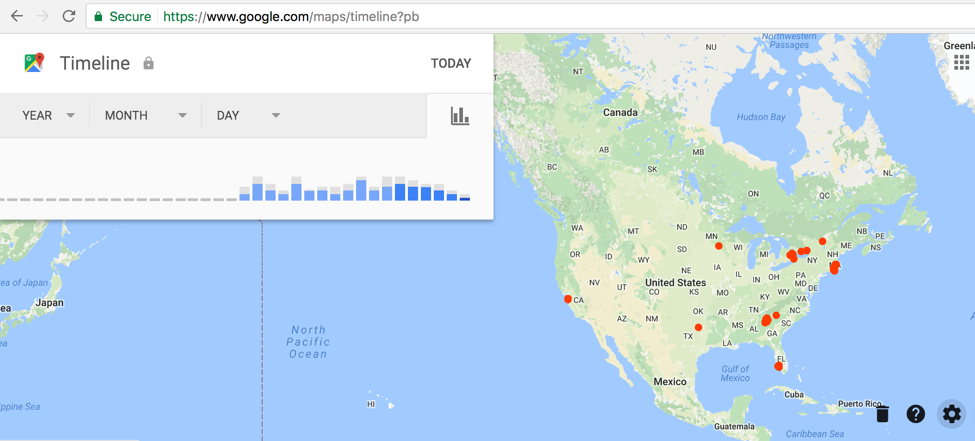 Secure
https://www.google.com/maps/timeline?pb
Timeline
TODAY
YEAR
MONTH
DAY
Northwestern
Passages
Greenla
NU
NT
Canada
Hudson Bay
AB
MB
BC
SK
NL
ON
QC
WA
MT
ND
MN
NB
PE
ME
NS
OR
ID
SD
WI
MI
NH
WY
NY
IA
NE
PA
MA
NV
UT
CO
United States
IL
IN
OH
MD
DE
KS
MO
WV
KY
VA
CA
AZ
NM
OK
AR
TN
NC
SC
MS
AL
GA
TX
LA
FL
Sea of Japan
Japan
North
Pacific
Ocean
Gulf of
Mexico
Mexico
Cuba
HI
Puerto Rico
ippine Sea
Guatemala
Caribbean Sea